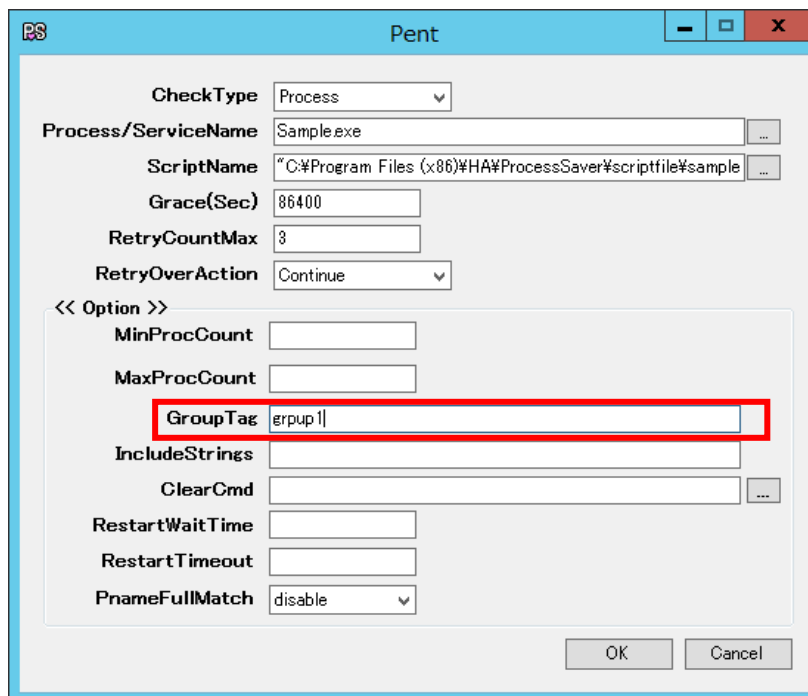 PS Pent
CheckType Process
Process/ServiceName Sample.exe ...
ScriptName "C:¥Program Files (x86)¥HA¥ProcessSaver¥scriptfile¥sample ...
Grace(Sec) 86400
RetryCountMax 3
RetryOverAction Continue
<< Option >>
MinProcCount
MaxProcCount
GroupTag grpup1
IncludeStrings
ClearCmd ...
RestartWaitTime
RestartTimeout
PnameFullMatch disable
OK Cancel